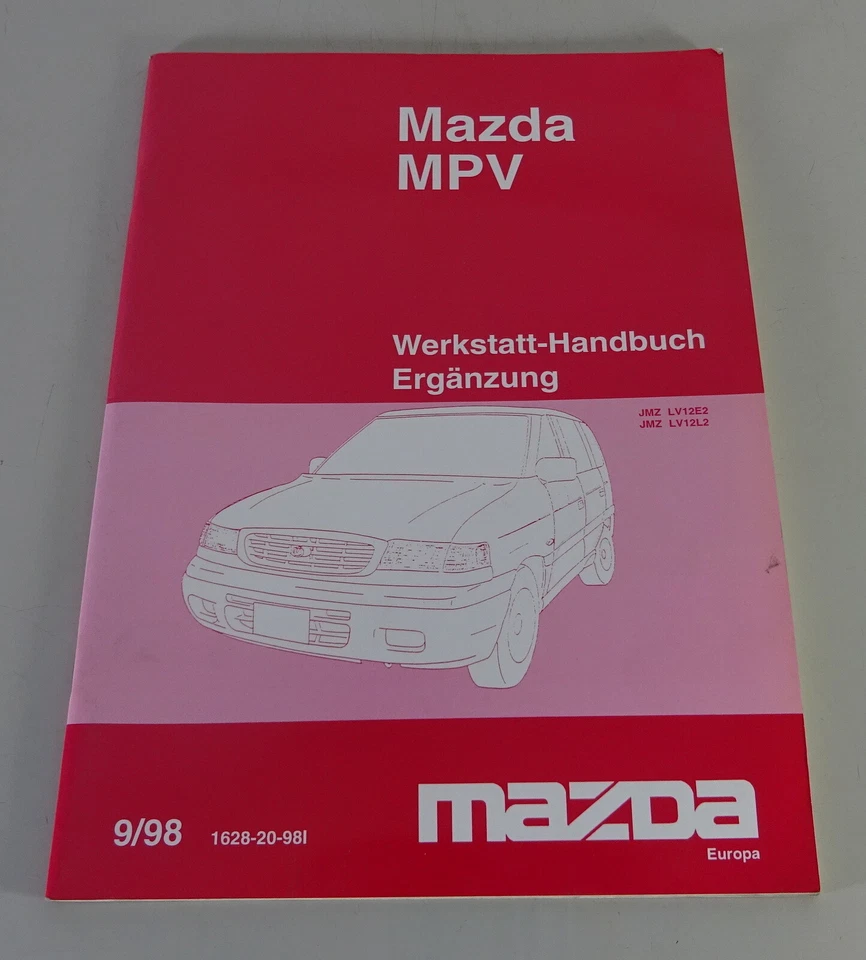 Mazda
MPV
Werkstatt-Handbuch
Ergänzung
JMZ LV12E2
JMZ LV12L2
9/98 1628-20-98I
mazda
Europa